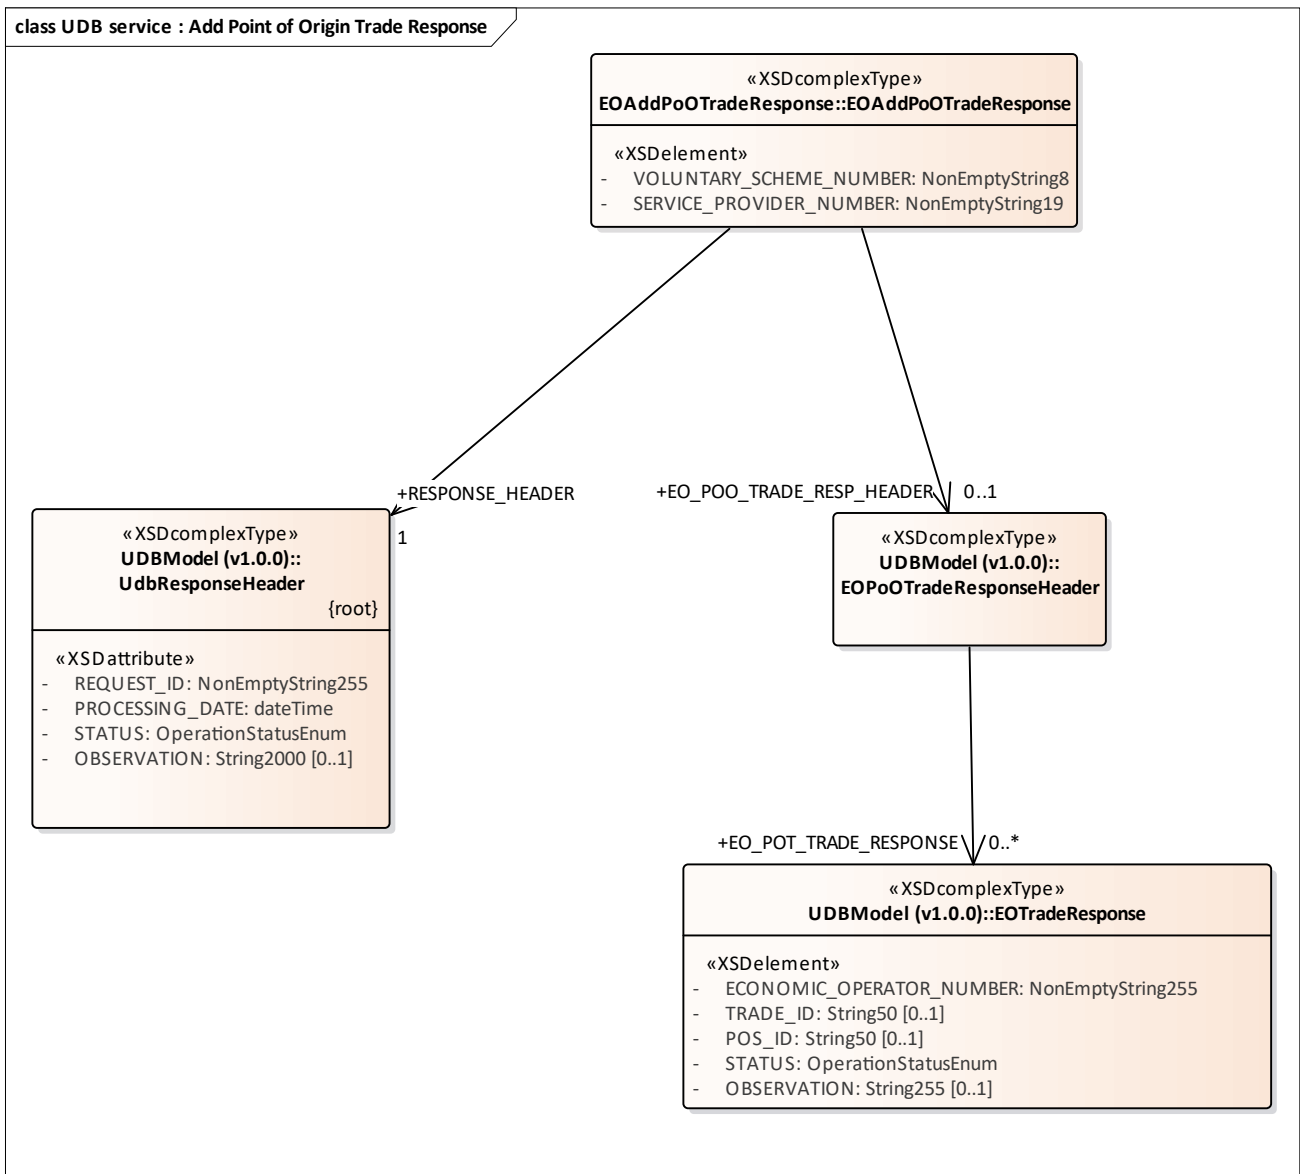 class UDB service : Add Point of Origin Trade Response
«XSDcomplexType»
EOAddPoOTradeResponse::EOAddPoOTradeResponse
«XSDelement»
- VOLUNTARY_SCHEME_NUMBER: NonEmptyString8
- SERVICE_PROVIDER_NUMBER: NonEmptyString19
+RESPONSE_HEADER
1
+EO_POO_TRADE_RESP_HEADER 0..1
«XSDcomplexType»
UDBModel (v1.0.0)::
UdbResponseHeader
{root}
«XSDattribute»
- REQUEST_ID: NonEmptyString255
- PROCESSING_DATE: dateTime
- STATUS: OperationStatusEnum
- OBSERVATION: String2000 [0..1]
«XSDcomplexType»
UDBModel (v1.0.0)::
EOPoOTradeResponseHeader
+EO_POT_TRADE_RESPONSE 0..*
«XSDcomplexType»
UDBModel (v1.0.0)::EOTradeResponse
«XSDelement»
- ECONOMIC_OPERATOR_NUMBER: NonEmptyString255
- TRADE_ID: String50 [0..1]
- POS_ID: String50 [0..1]
- STATUS: OperationStatusEnum
- OBSERVATION: String255 [0..1]